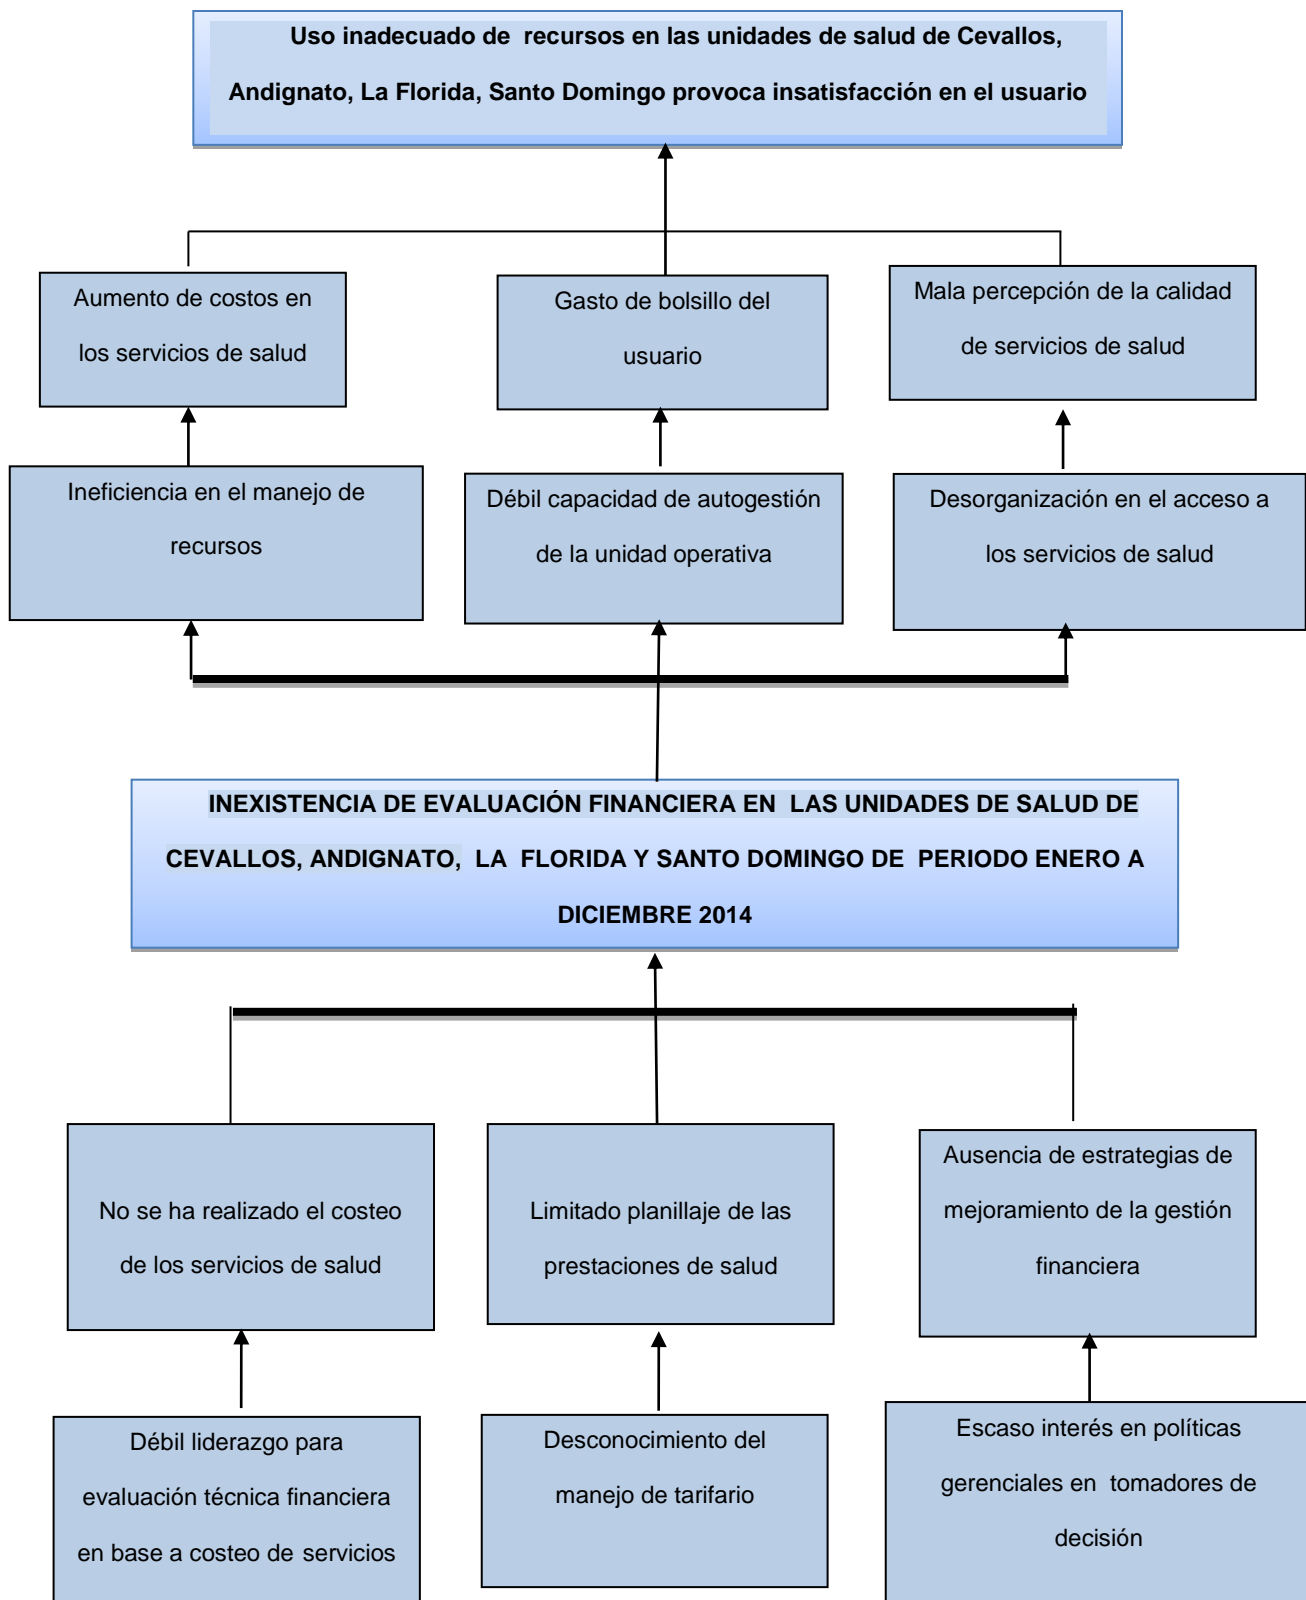 Uso inadecuado de recursos en las unidades de salud de Cevallos,
Andignato, La Florida, Santo Domingo provoca insatisfacción en el usuario
Aumento de costos en
los servicios de salud
Gasto de bolsillo del
usuario
Mala percepción de la calidad
de servicios de salud
Ineficiencia en el manejo de
recursos
Débil capacidad de autogestión
de la unidad operativa
Desorganización en el acceso a
los servicios de salud
INEXISTENCIA DE EVALUACIÓN FINANCIERA EN LAS UNIDADES DE SALUD DE
CEVALLOS, ANDIGNATO, LA FLORIDA Y SANTO DOMINGO DE PERIODO ENERO A
DICIEMBRE 2014
No se ha realizado el costeo
de los servicios de salud
Limitado planillaje de las
prestaciones de salud
Ausencia de estrategias de
mejoramiento de la gestión
financiera
Débil liderazgo para
evaluación técnica financiera
en base a costeo de servicios
Desconocimiento del
manejo de tarifario
Escaso interés en políticas
gerenciales en tomadores de
decisión